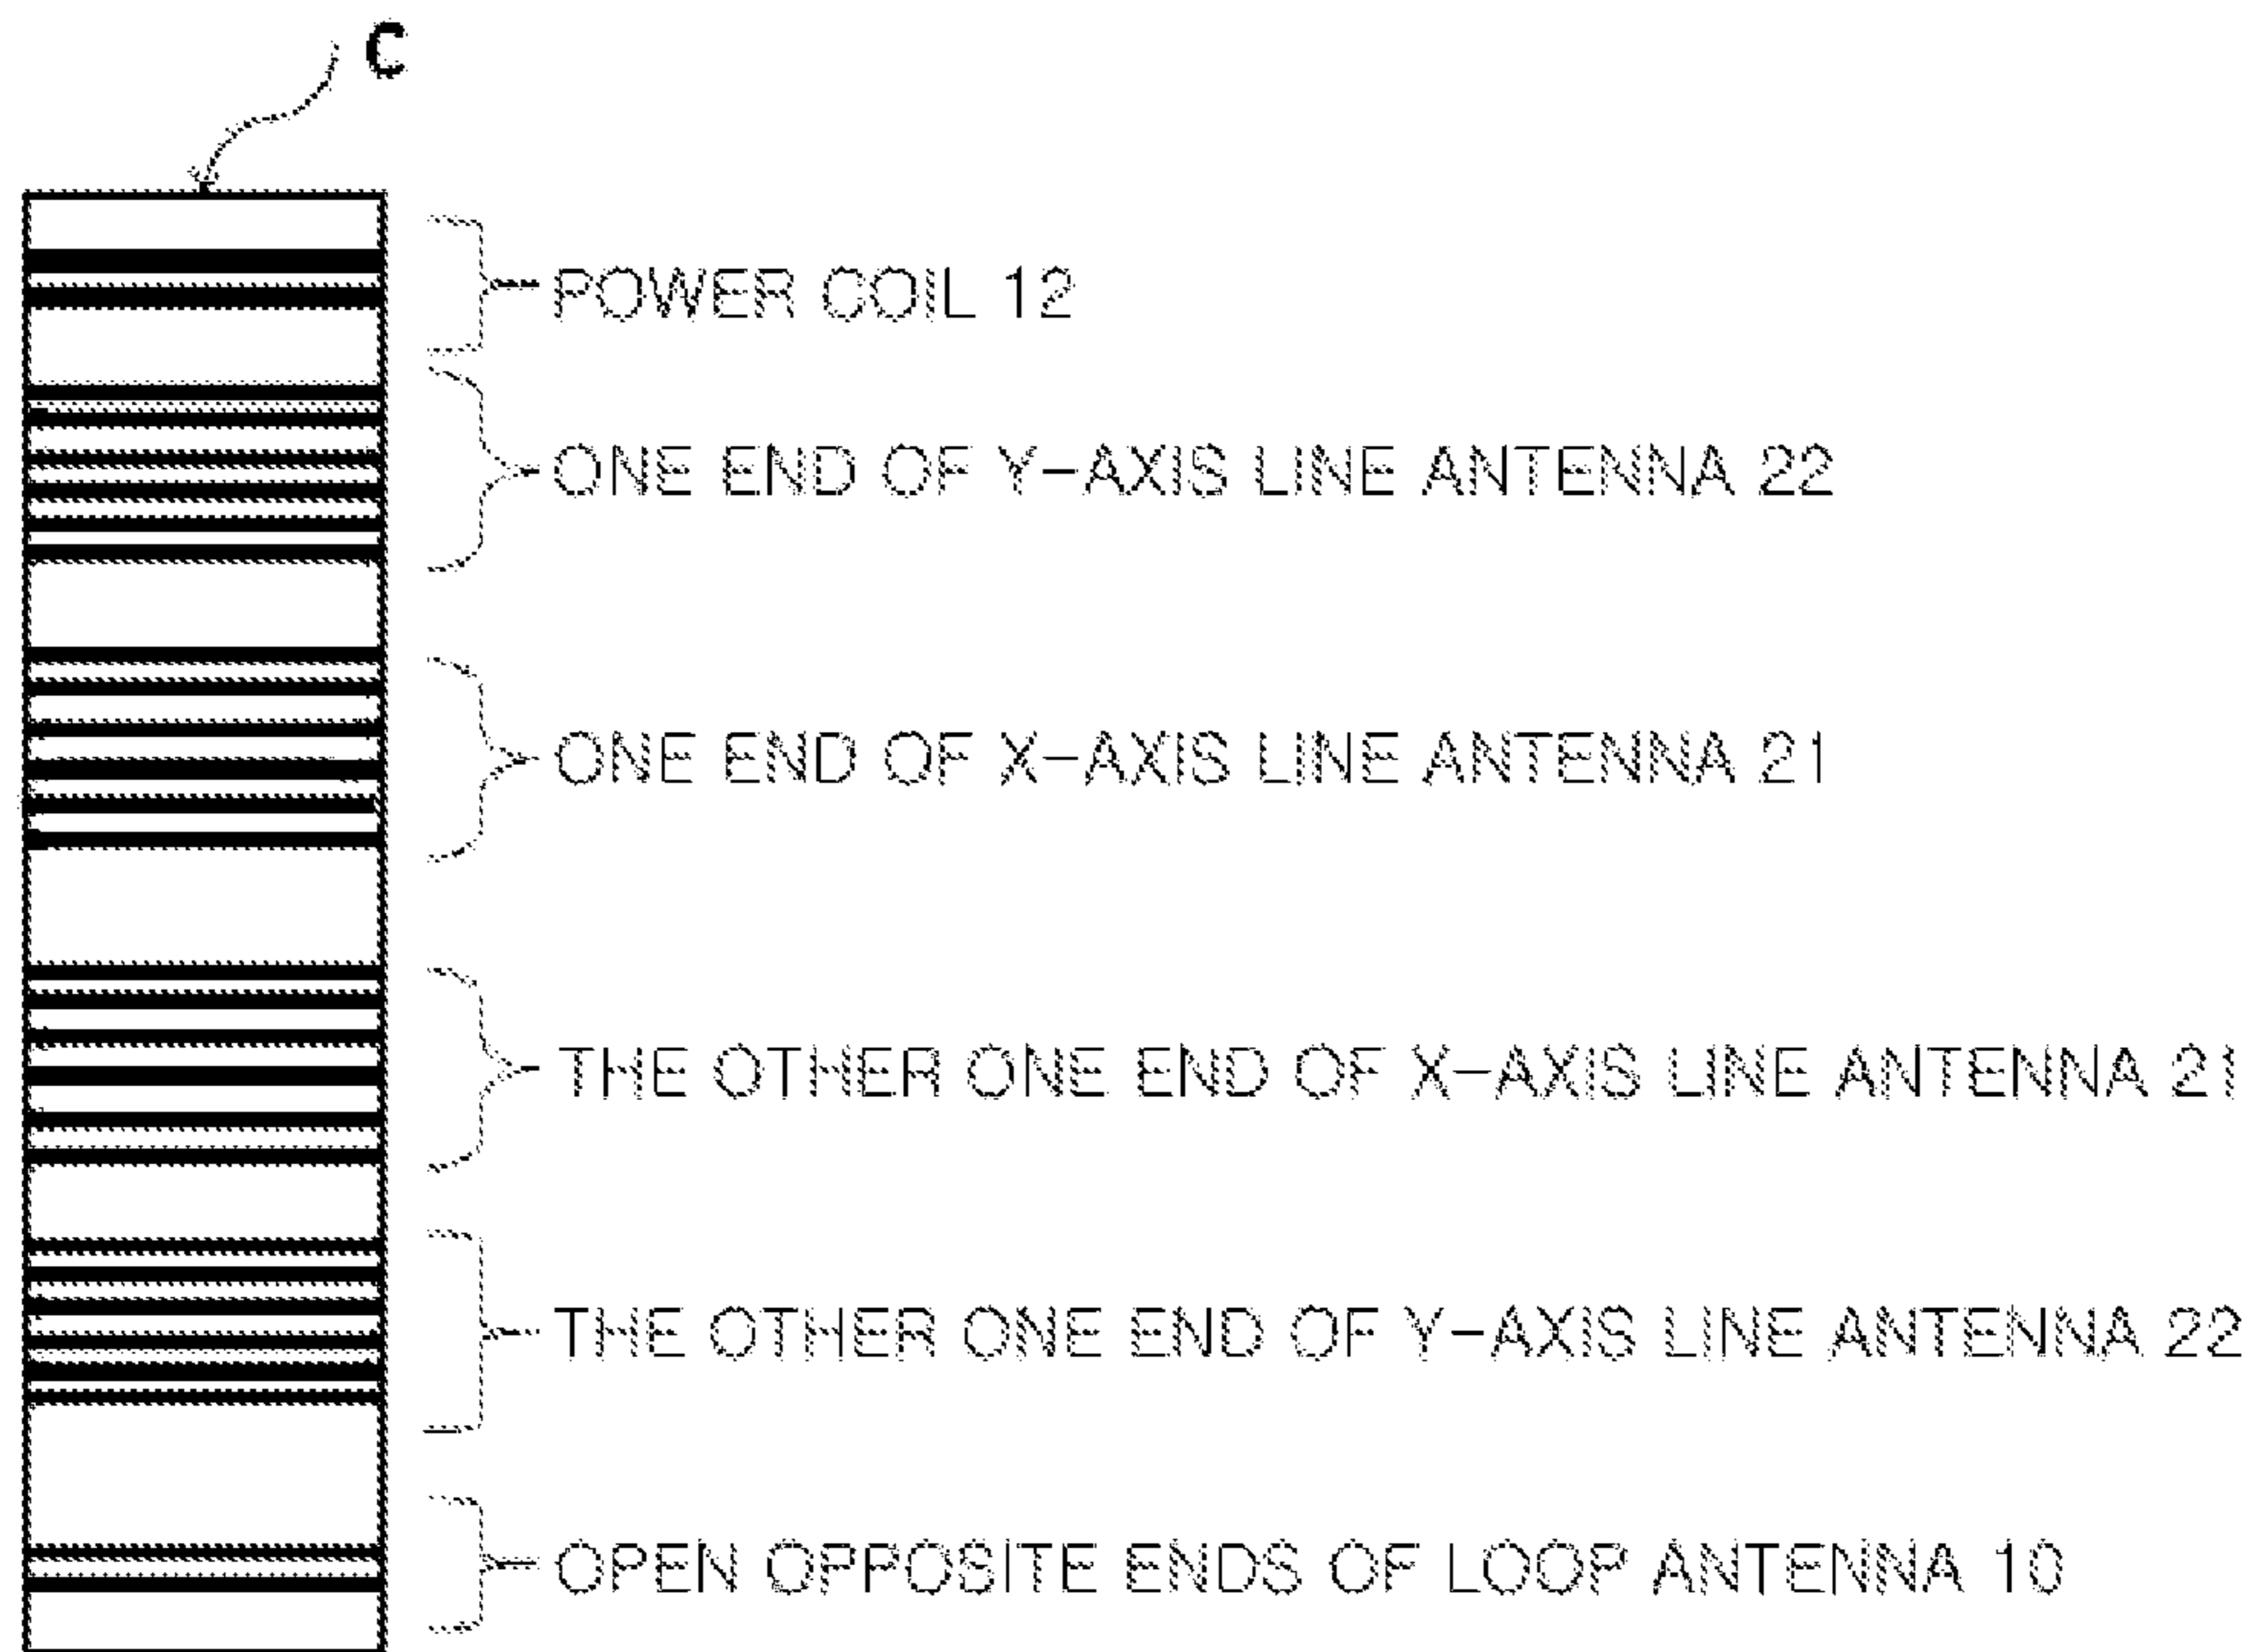 C
POWER COIL 12
ONE END OF Y-AXIS LINE ANTENNA 22
ONE END OF X-AXIS LINE ANTENNA 21
THE OTHER ONE END OF X-AXIS LINE ANTENNA 21
THE OTHER ONE END OF Y-AXIS LINE ANTENNA 22
OPEN OPPOSITE ENDS OF LOOP ANTENNA 10